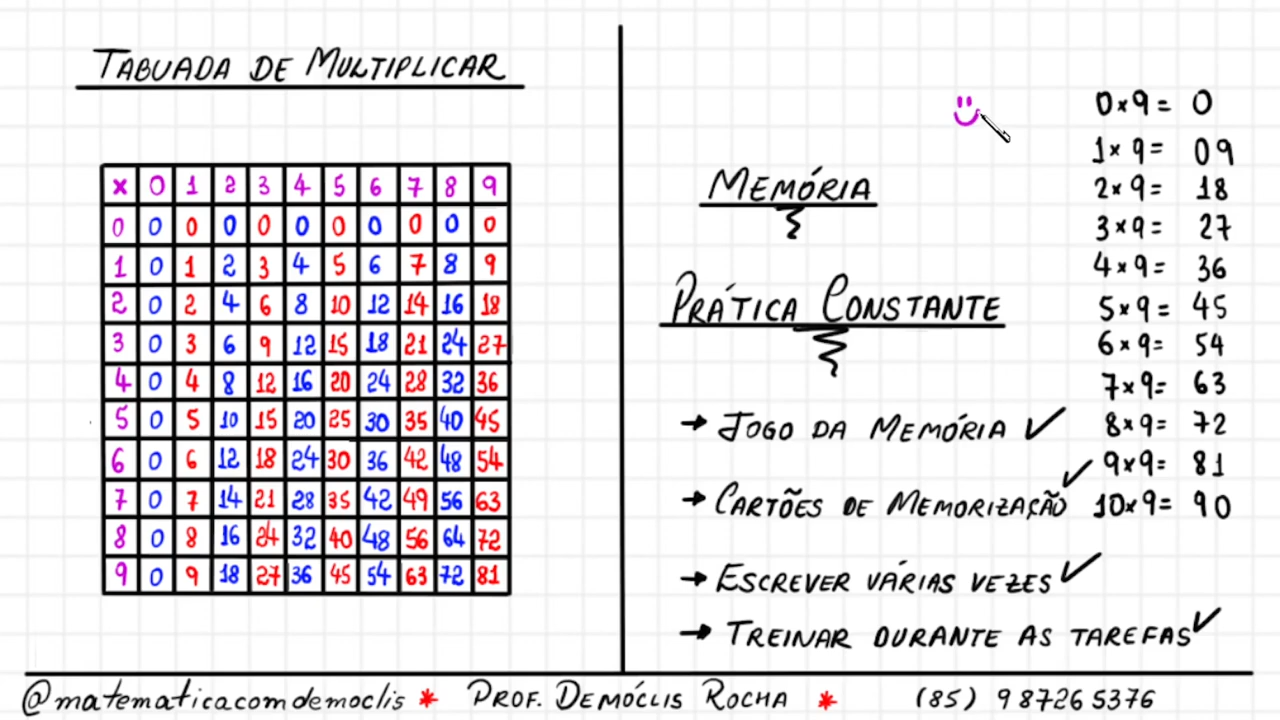 TABUADA DE MULTIPLICAR
x 0 1 2 3 4 5 6 7 8 9
0 0 0 0 0 0 0 0 0 0 0
1 0 1 2 3 4 5 6 7 8 9
2 0 2 4 6 8 10 12 14 16 18
3 0 3 6 9 12 15 18 21 24 27
4 0 4 8 12 16 20 24 28 32 36
5 0 5 10 15 20 25 30 35 40 45
6 0 6 12 18 24 30 36 42 48 54
7 0 7 14 21 28 35 42 49 56 63
8 0 8 16 24 32 40 48 56 64 72
9 0 9 18 27 36 45 54 63 72 81
MEMÓRIA
PRÁTICA CONSTANTE
→ JOGO DA MEMÓRIA ✓
→ CARTÕES DE MEMORIZAÇÃO ✓
→ ESCREVER VÁRIAS VEZES ✓
→ TREINAR DURANTE AS TAREFAS ✓
0 x 9 = 0
1 x 9 = 09
2 x 9 = 18
3 x 9 = 27
4 x 9 = 36
5 x 9 = 45
6 x 9 = 54
7 x 9 = 63
8 x 9 = 72
9 x 9 = 81
10 x 9 = 90
@matematicacomdemoclis * PROF. DEMÓCLIS ROCHA * (85) 9 8726 5376